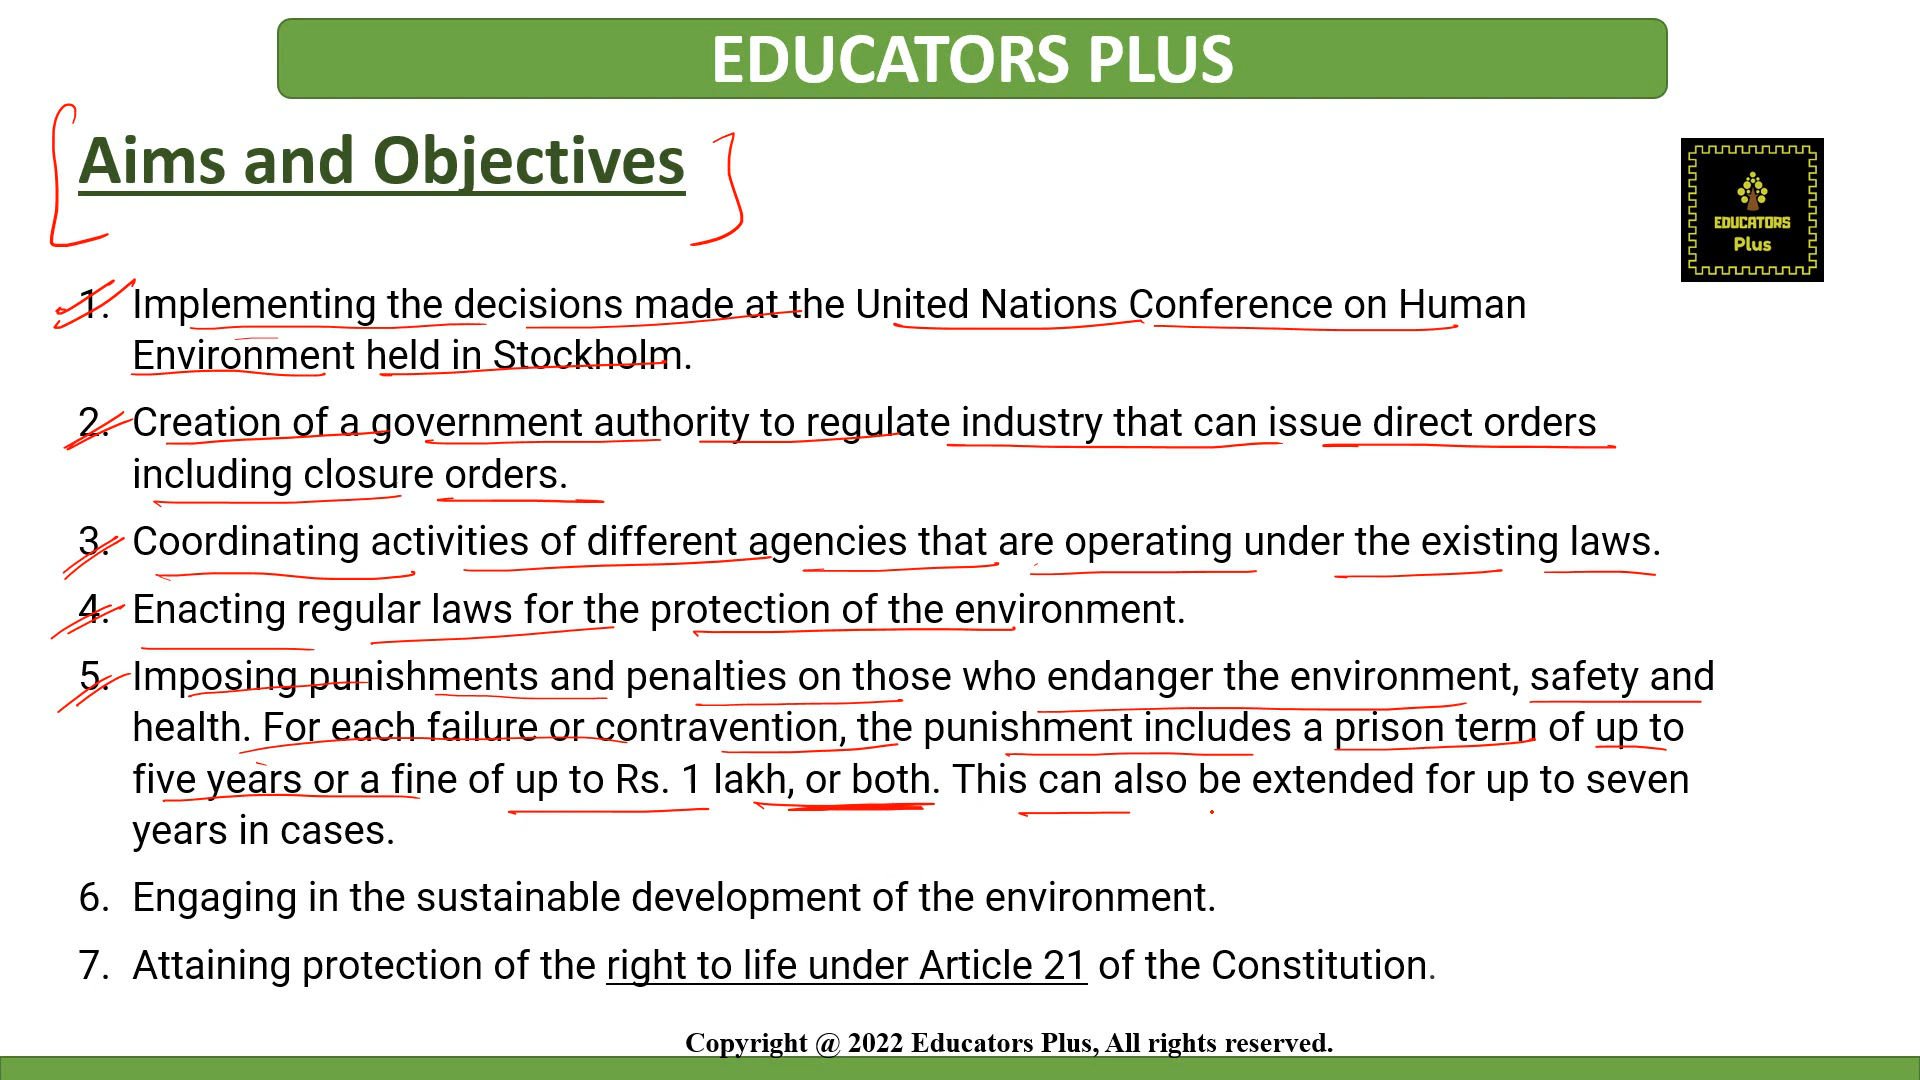 EDUCATORS PLUS
Aims and Objectives
EDUCATORS
Plus
1. Implementing the decisions made at the United Nations Conference on Human
Environment held in Stockholm.
2. Creation of a government authority to regulate industry that can issue direct orders
including closure orders.
3. Coordinating activities of different agencies that are operating under the existing laws.
4. Enacting regular laws for the protection of the environment.
5. Imposing punishments and penalties on those who endanger the environment, safety and
health. For each failure or contravention, the punishment includes a prison term of up to
five years or a fine of up to Rs. 1 lakh, or both. This can also be extended for up to seven
years in cases.
6. Engaging in the sustainable development of the environment.
7. Attaining protection of the right to life under Article 21 of the Constitution.
Copyright @ 2022 Educators Plus, All rights reserved.